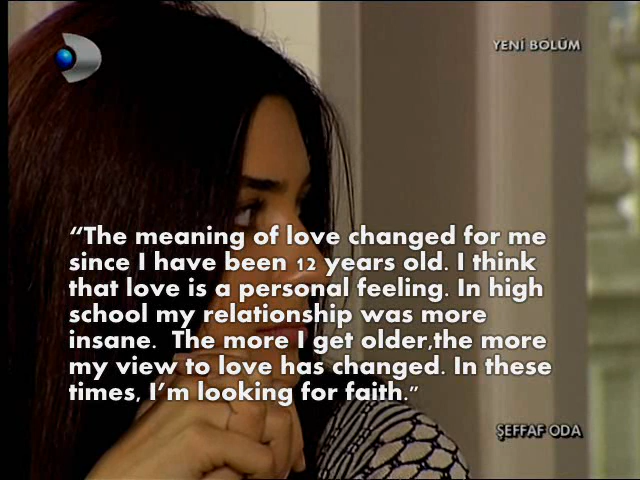 YENİ BÖLÜM
“The meaning of love changed for me
since I have been 12 years old. I think
that love is a personal feeling. In high
school my relationship was more
insane.  The more I get older,the more
my view to love has changed. In these
times, I’m looking for faith.”
ŞEFFAF ODA